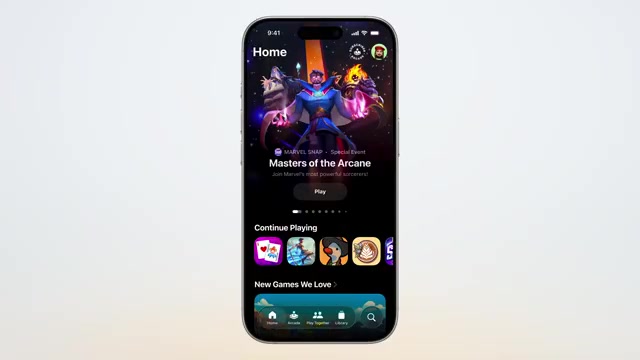 9:41
Home
MARVEL SNAP • Special Event
Masters of the Arcane
Join Marvel's most powerful sorcerers!
Play
Continue Playing
New Games We Love >
Home Arcade Play Together Library